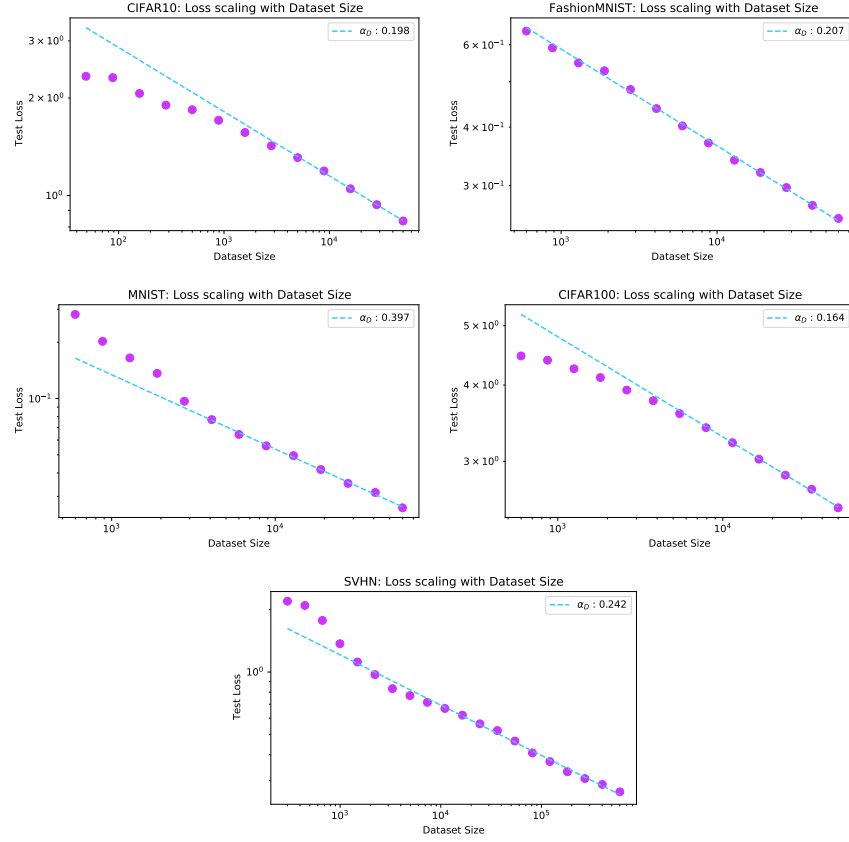 CIFAR10: Loss scaling with Dataset Size
α_D : 0.198
3 × 10⁰
2 × 10⁰
10⁰
Test Loss
10² 10³ 10⁴
Dataset Size
FashionMNIST: Loss scaling with Dataset Size
α_D : 0.207
6 × 10⁻¹
4 × 10⁻¹
3 × 10⁻¹
Test Loss
10³ 10⁴
Dataset Size
MNIST: Loss scaling with Dataset Size
α_D : 0.397
10⁻¹
Test Loss
10³ 10⁴
Dataset Size
CIFAR100: Loss scaling with Dataset Size
α_D : 0.164
5 × 10⁰
4 × 10⁰
3 × 10⁰
Test Loss
10³ 10⁴
Dataset Size
SVHN: Loss scaling with Dataset Size
α_D : 0.242
10⁰
Test Loss
10³ 10⁴ 10⁵
Dataset Size